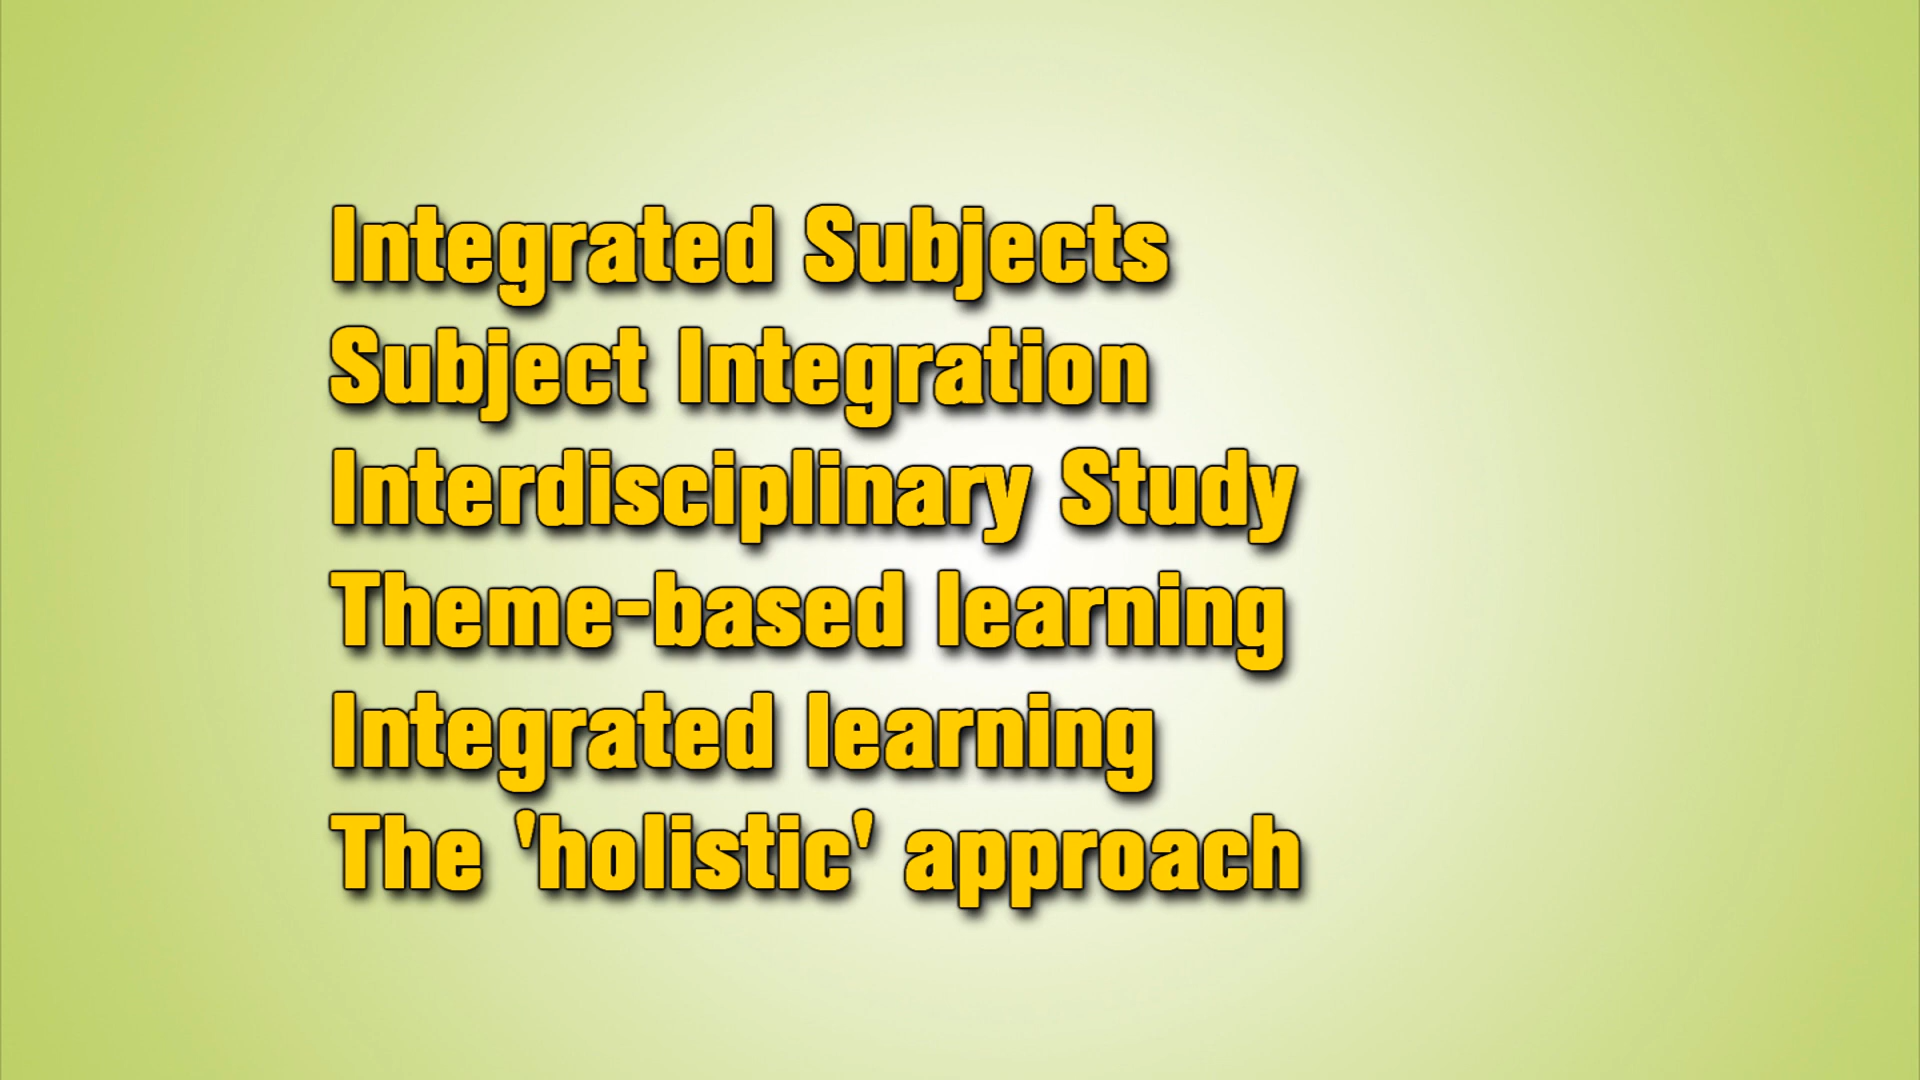 Integrated Subjects
Subject Integration
Interdisciplinary Study
Theme-based learning
Integrated learning
The 'holistic' approach